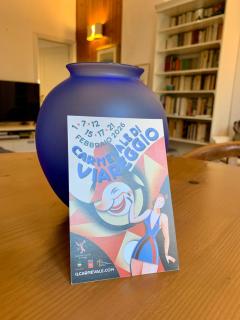 1·7·12
15·17·21
FEBBRAIO 2026
CARNEVALE DI
VIAREGGIO
ILCARNEVALE.COM